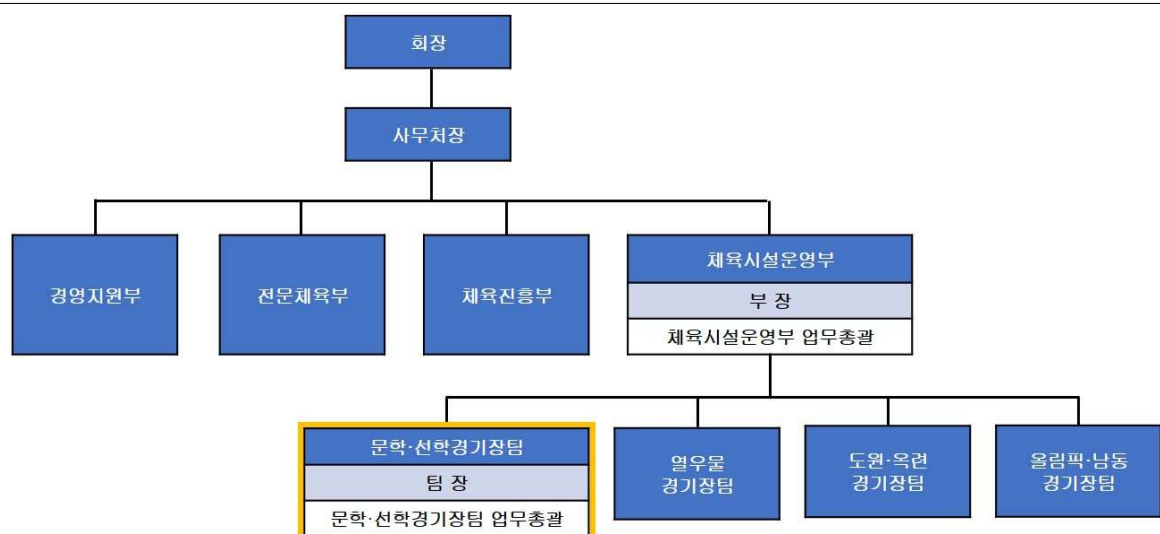 회장
사무처장
경영지원부
전문체육부
체육진흥부
체육시설운영부
부 장
체육시설운영부 업무총괄
문학·선학경기장팀
팀 장
문학·선학경기장팀 업무총괄
열우물
경기장팀
도원·옥련
경기장팀
올림픽·남동
경기장팀